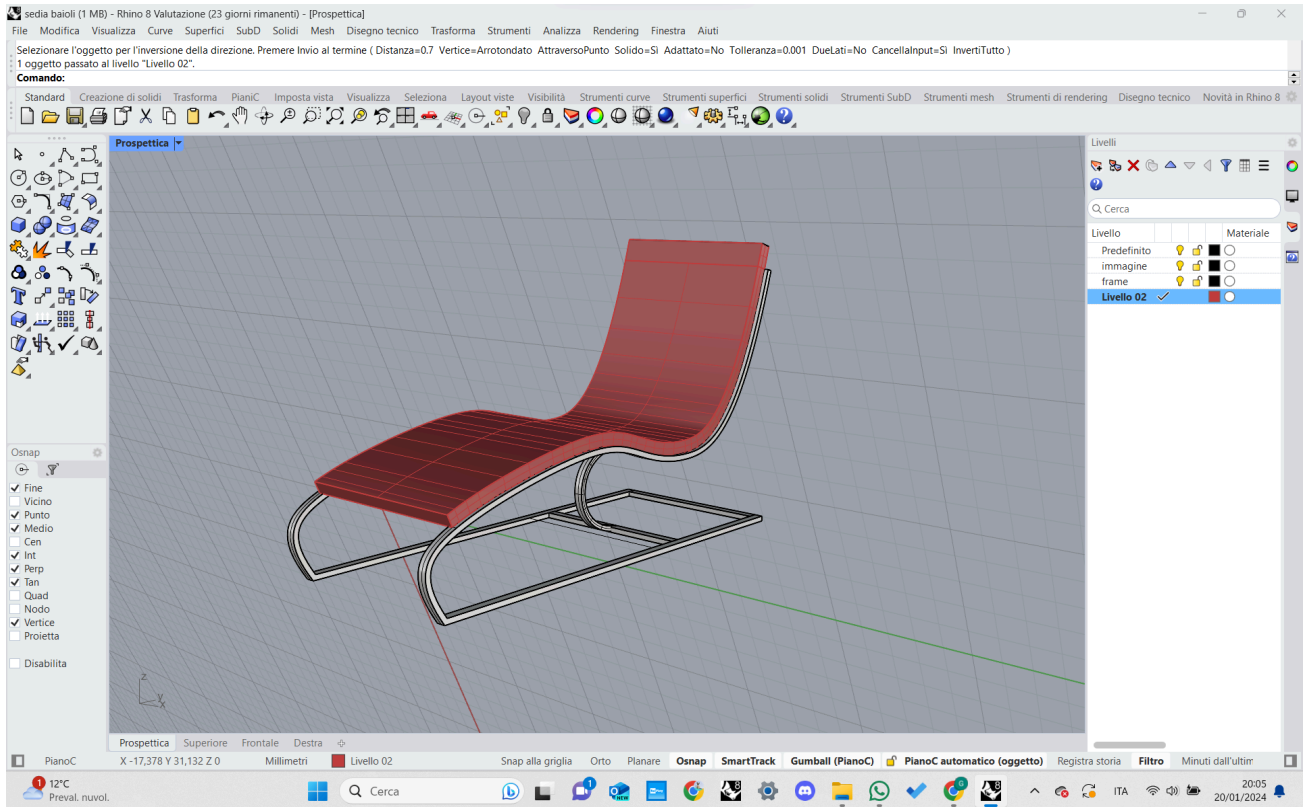 sedia baioli (1 MB) - Rhino 8 Valutazione (23 giorni rimanenti) - [Prospettica]
File Modifica Visualizza Curve Superfici SubD Solidi Mesh Disegno tecnico Trasforma Strumenti Analizza Rendering Finestra Aiuti
Selezionare l'oggetto per l'inversione della direzione. Premere Invio al termine ( Distanza=0.7 Vertice=Arrotondato AttraversoPunto Solido=Sì Adattato=No Tolleranza=0.001 DueLati=No CancellaInput=Sì InvertiTutto )
1 oggetto passato al livello "Livello 02".
Comando:
Standard Creazione di solidi Trasforma PianiC Imposta vista Visualizza Seleziona Layout viste Visibilità Strumenti curve Strumenti superfici Strumenti solidi Strumenti SubD Strumenti mesh Strumenti di rendering Disegno tecnico Novità in Rhino 8
Prospettica
Livelli
Cerca
Livello Materiale
Predefinito
immagine
frame
Livello 02
Osnap
Fine
Vicino
Punto
Medio
Cen
Int
Perp
Tan
Quad
Nodo
Vertice
Proietta
Disabilita
z
y
x
Prospettica Superiore Frontale Destra
PianoC X -17,378 Y 31,132 Z 0 Millimetri Livello 02 Snap alla griglia Orto Planare Osnap SmartTrack Gumball (PianoC) PianoC automatico (oggetto) Registra storia Filtro Minuti dall'ultim
1
12°C
Preval. nuvol.
Cerca
1
NEW
8
G
8
ITA
20:05
20/01/2024